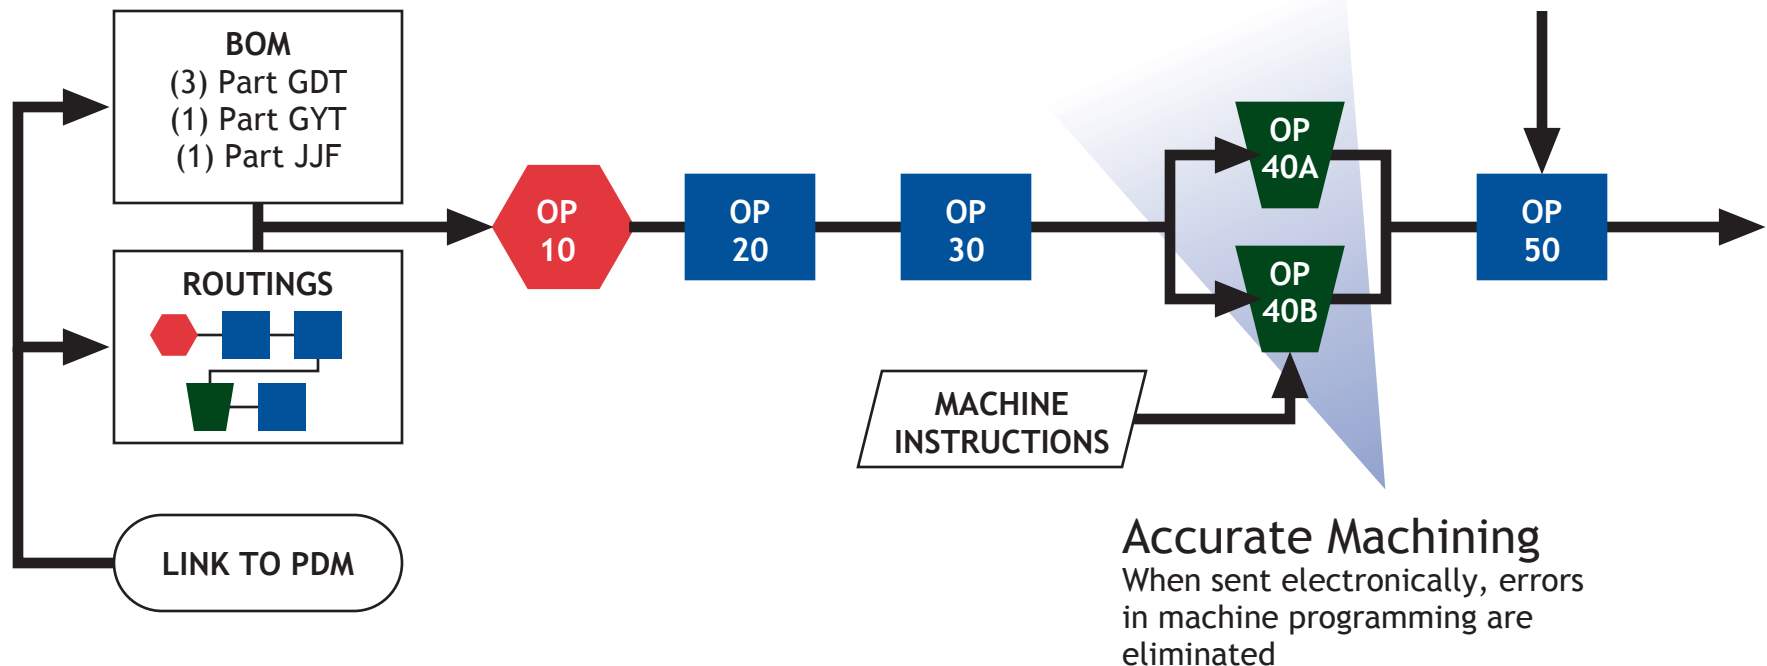 BOM
(3) Part GDT
(1) Part GYT
(1) Part JJF
ROUTINGS
LINK TO PDM
OP
10
OP
20
OP
30
OP
40A
OP
40B
OP
50
MACHINE
INSTRUCTIONS
Accurate Machining
When sent electronically, errors
in machine programming are
eliminated